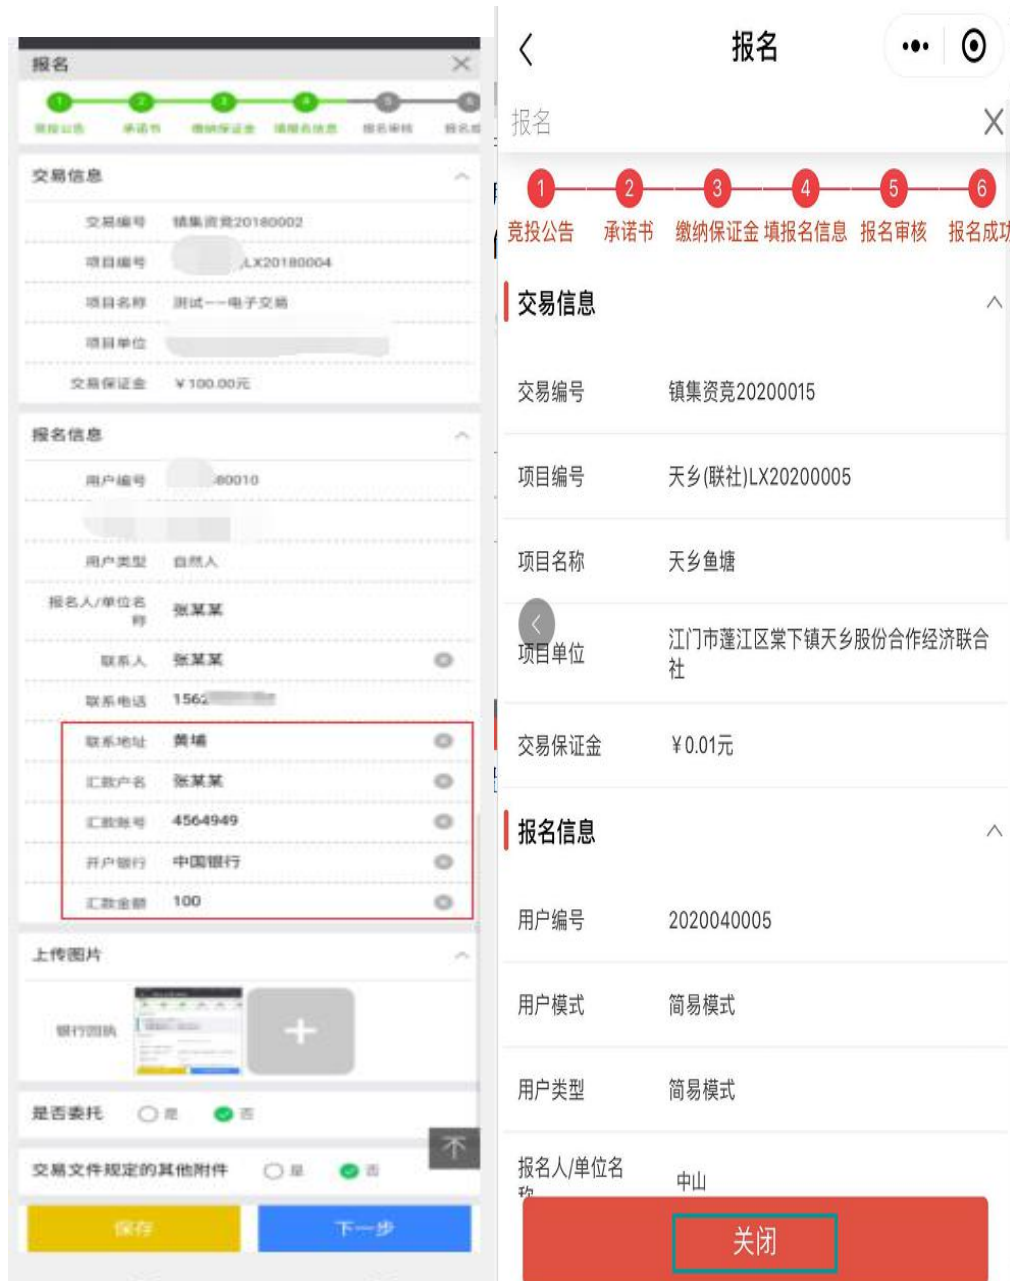 报名
1 2 3 4 5 6
竞投公告 承诺书 缴纳保证金 填报名信息 报名审核 报名成
交易信息
交易编号 镇集资竞20180002
项目编号 LX20180004
项目名称 测试——电子交易
项目单位
交易保证金 ￥100.00元
报名信息
用户编号 80010
用户类型 自然人
报名人/单位名
称
张某某
联系人 张某某
联系电话 1562
联系地址 黄埔
汇款户名 张某某
汇款账号 4564949
开户银行 中国银行
汇款金额 100
上传图片
银行回执
是否委托 是 否
交易文件规定的其他附件 是 否
保存 下一步
报名
报名
1 2 3 4 5 6
竞投公告 承诺书 缴纳保证金 填报名信息 报名审核 报名成功
交易信息
交易编号 镇集资竞20200015
项目编号 天乡(联社)LX20200005
项目名称 天乡鱼塘
项目单位 江门市蓬江区棠下镇天乡股份合作经济联合
社
交易保证金 ￥0.01元
报名信息
用户编号 2020040005
用户模式 简易模式
用户类型 简易模式
报名人/单位名
称
中山
关闭